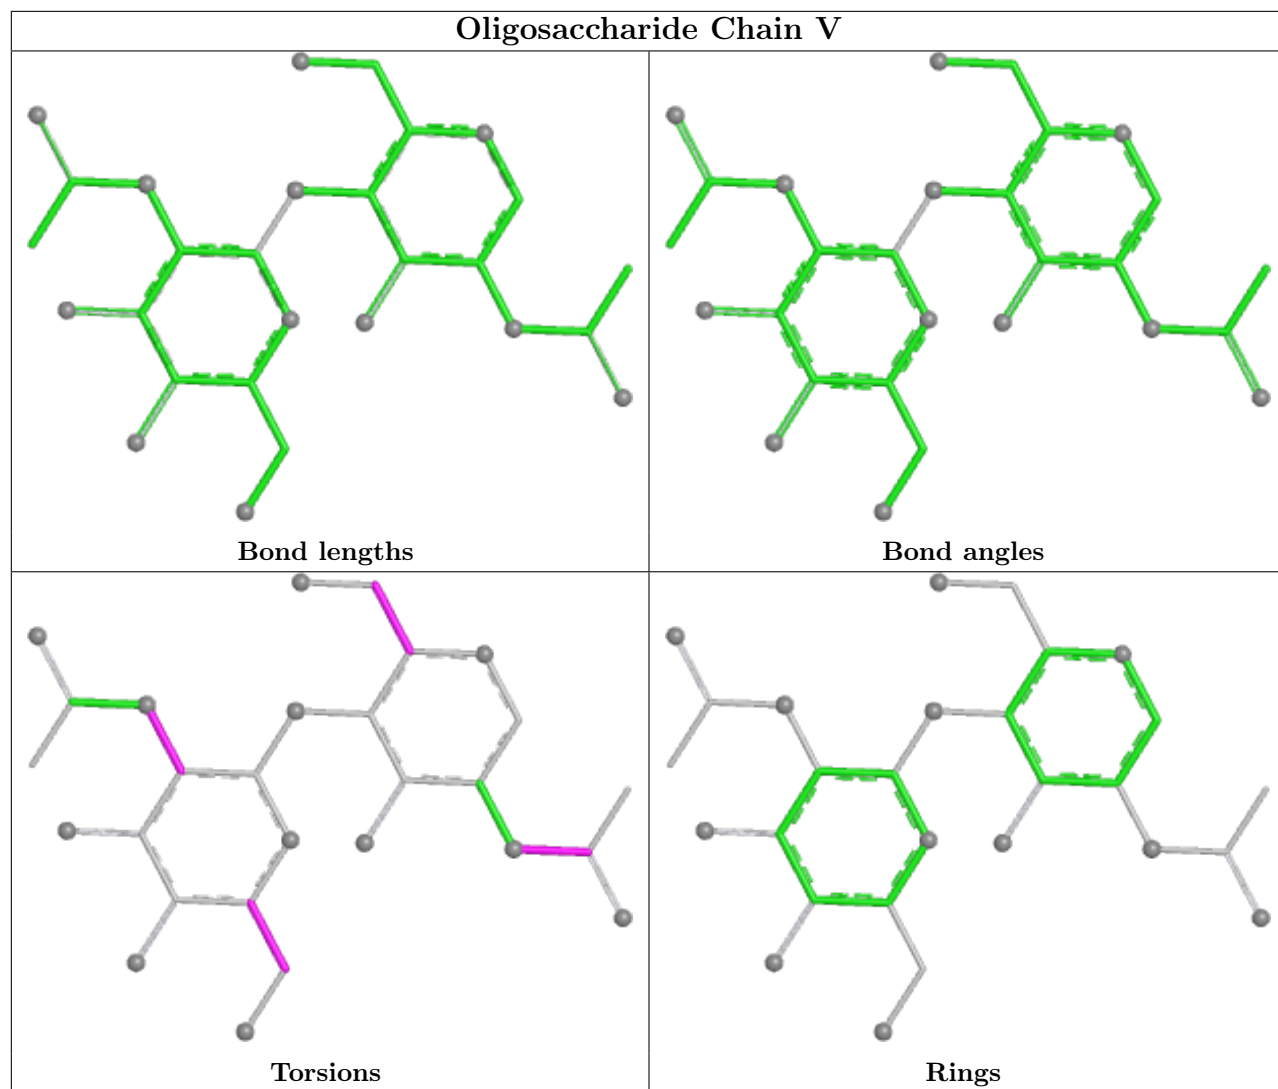 Oligosaccharide Chain V
Bond lengths
Bond angles
Torsions
Rings